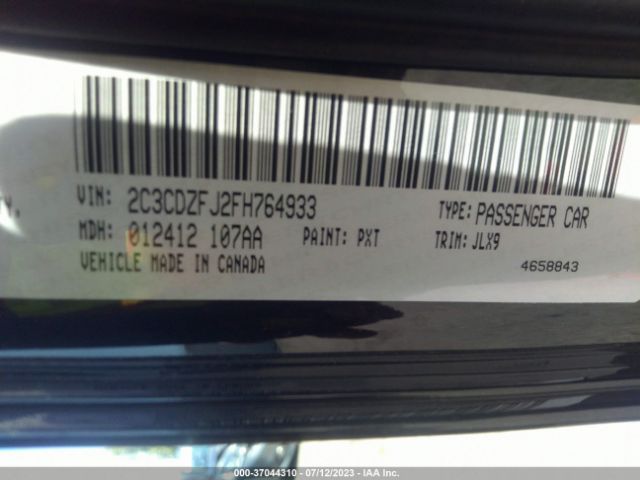 VIN: 2C3CDZFJ2FH764933 TYPE: PASSENGER CAR
MDH: 012412 107AA PAINT: PXT TRIM: JLX9
VEHICLE MADE IN CANADA 4658843
000-37044310 - 07/12/2023 - IAA Inc.